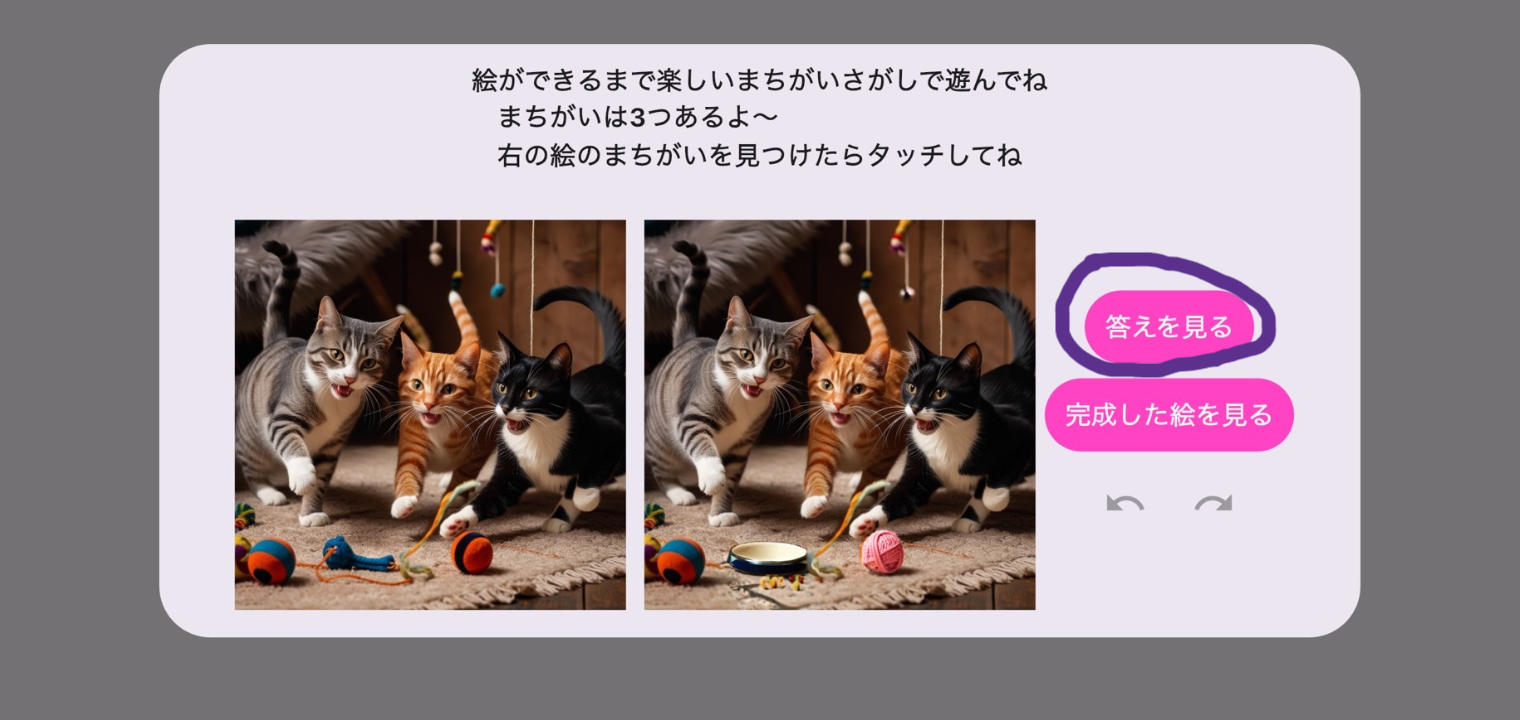 絵ができるまで楽しいまちがいさがしで遊んでね
まちがいは3つあるよ〜
右の絵のまちがいを見つけたらタッチしてね
答えを見る
完成した絵を見る